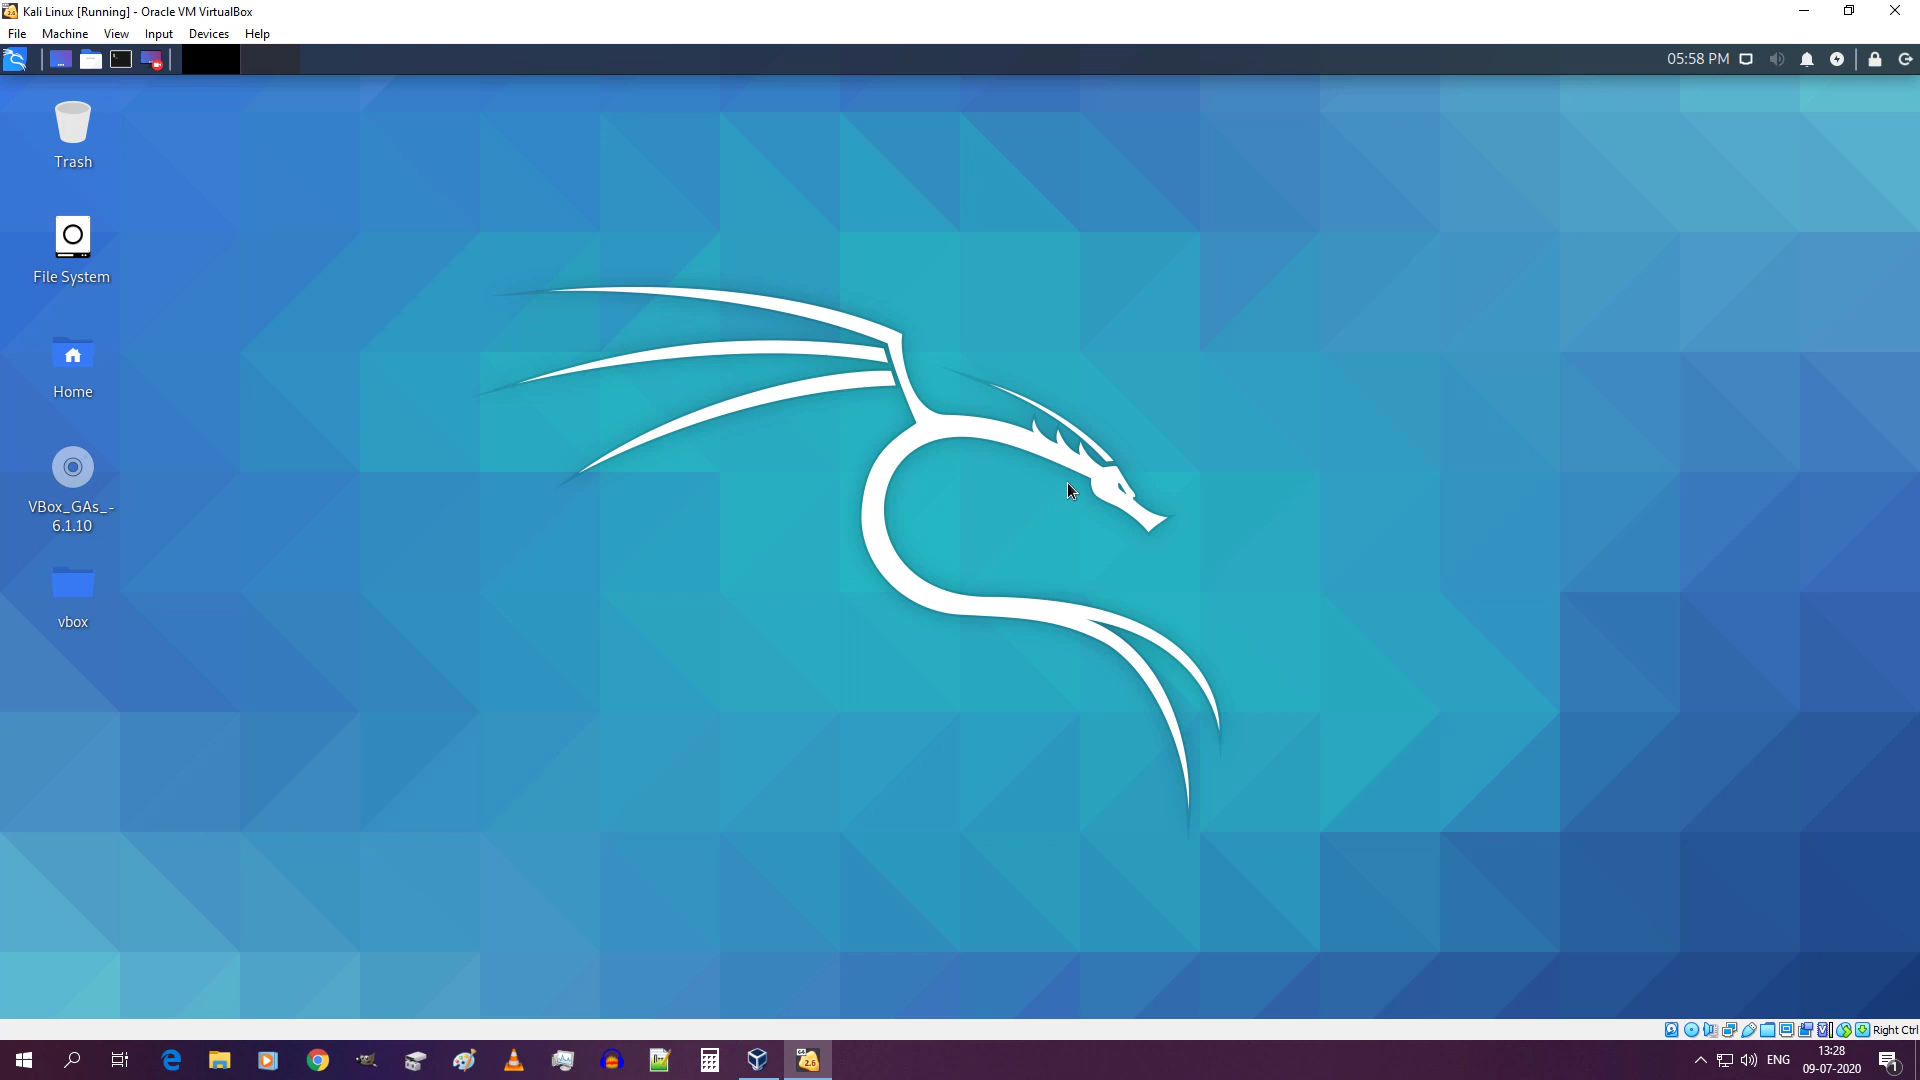 Kali Linux [Running] - Oracle VM VirtualBox
File Machine View Input Devices Help
05:58 PM
Trash
File System
Home
VBox_GAs_-
6.1.10
vbox
Right Ctrl
ENG
13:28
09-07-2020
1